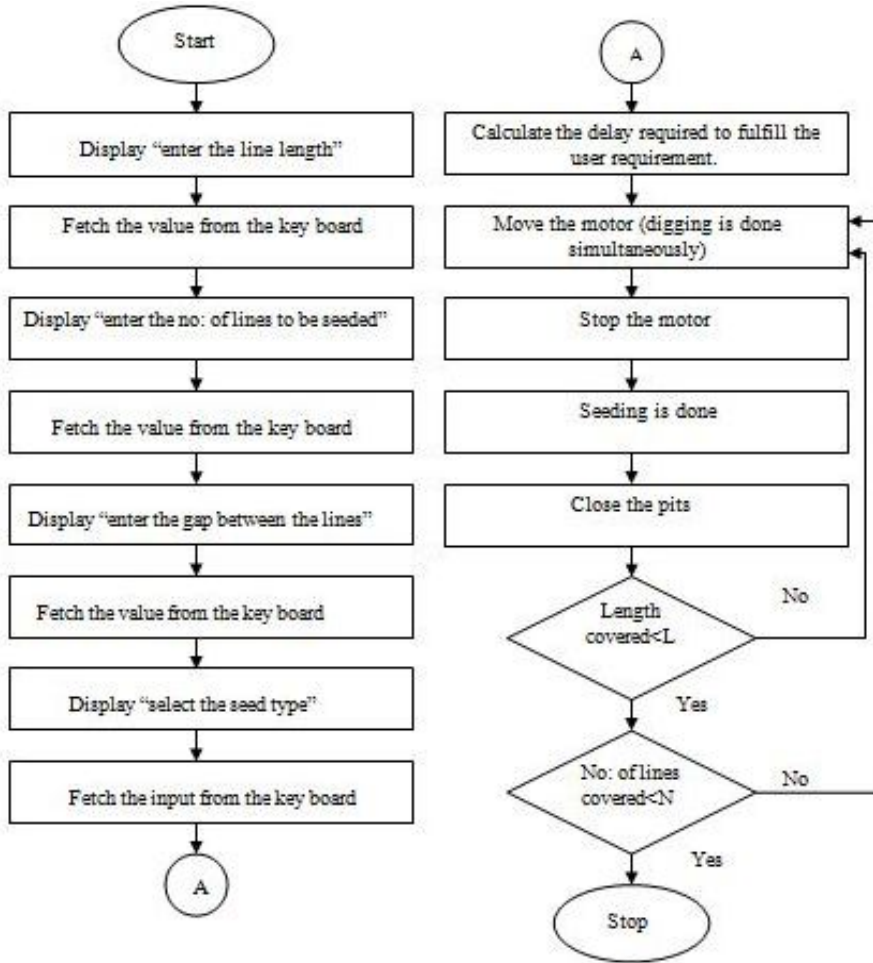 Start
Display “enter the line length”
Fetch the value from the key board
Display “enter the no: of lines to be seeded”
Fetch the value from the key board
Display “enter the gap between the lines”
Fetch the value from the key board
Display “select the seed type”
Fetch the input from the key board
A
A
Calculate the delay required to fulfill the
user requirement.
Move the motor (digging is done
simultaneously)
Stop the motor
Seeding is done
Close the pits
Length
covered<L
No
Yes
No: of lines
covered<N
No
Yes
Stop